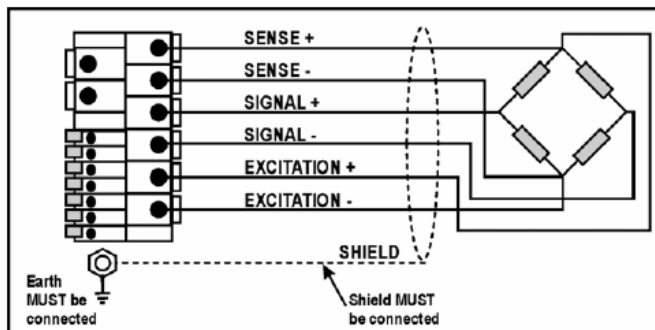 SENSE +
SENSE -
SIGNAL +
SIGNAL -
EXCITATION +
EXCITATION -
SHIELD
Earth
MUST be
connected
Shield MUST
be connected